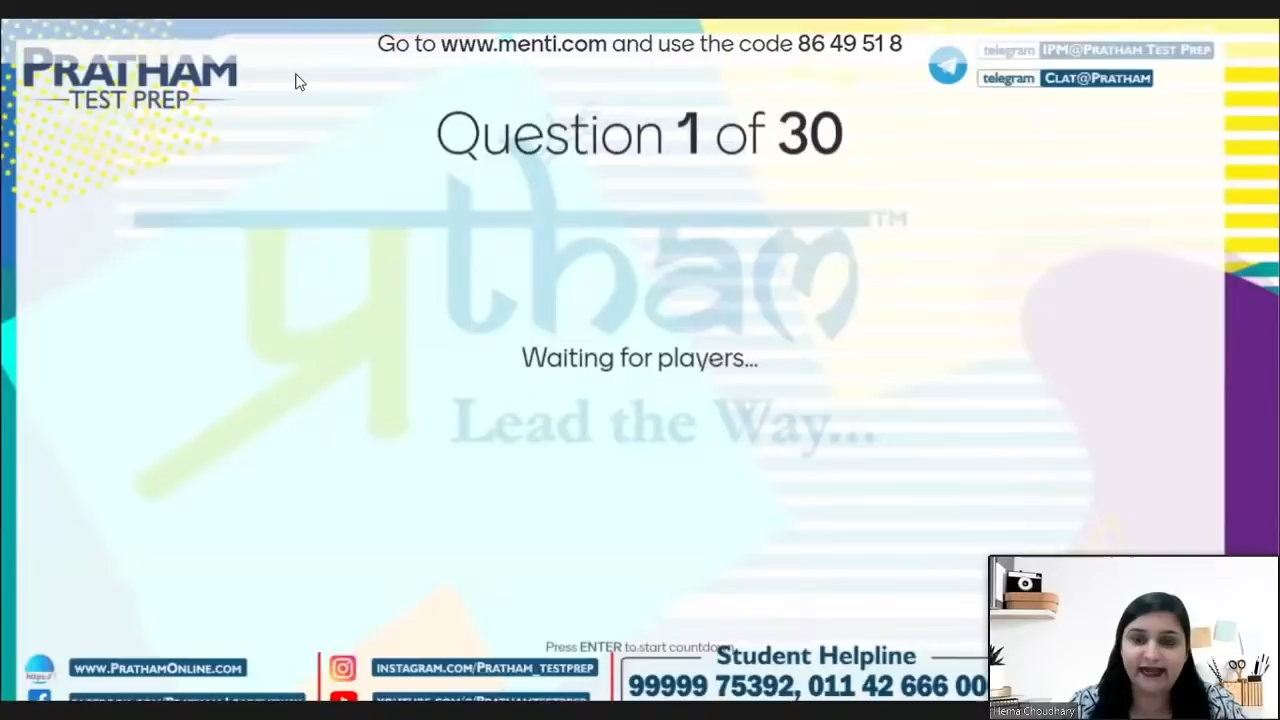 Go to www.menti.com and use the code 86 49 51 8
PRATHAM
TEST PREP
telegram IPM@PRATHAM TEST PREP
telegram CLAT@PRATHAM
Question 1 of 30
प्रtham™
Waiting for players...
Lead the Way...
Press ENTER to start countdown
https://
WWW.PRATHAMONLINE.COM
INSTAGRAM.COM/PRATHAM_TESTPREP
Student Helpline
99999 75392, 011 42 666 00
Hema Choudhary